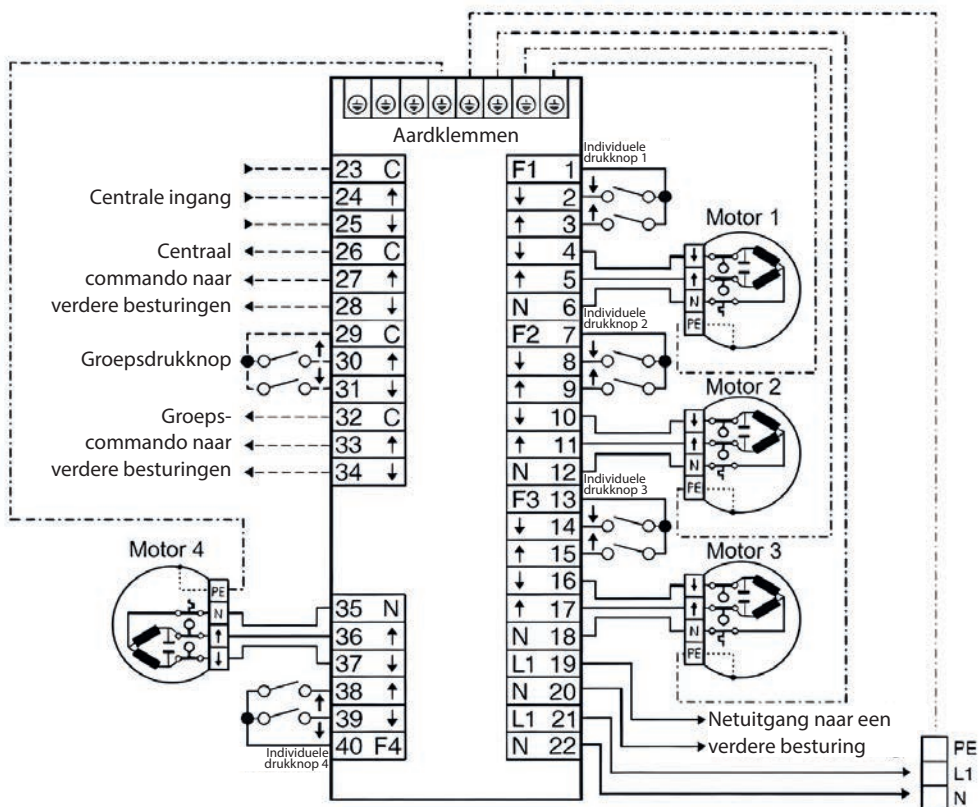 Aardklemmen
23 C
Centrale ingang 24 ↑
25 ↓
Centraal 26 C
commando naar 27 ↑
verdere besturingen 28 ↓
29 C
Groepsdrukknop 30 ↑
31 ↓
Groeps- 32 C
commando naar 33 ↑
verdere besturingen 34 ↓
Motor 4
PE
N
↑
↓
35 N
36 ↑
37 ↓
38 ↑
39 ↓
40 F4
Individuele
drukknop 4
F1 1
↓ 2
↑ 3
↓ 4
↑ 5
N 6
F2 7
↓ 8
↑ 9
↓ 10
↑ 11
N 12
F3 13
↓ 14
↑ 15
↓ 16
↑ 17
N 18
L1 19
N 20
L1 21
N 22
Individuele
drukknop 1
Motor 1
↓
↑
N
PE
Individuele
drukknop 2
Motor 2
↓
↑
N
PE
Individuele
drukknop 3
Motor 3
↓
↑
N
PE
Netuitgang naar een
verdere besturing
PE
L1
N